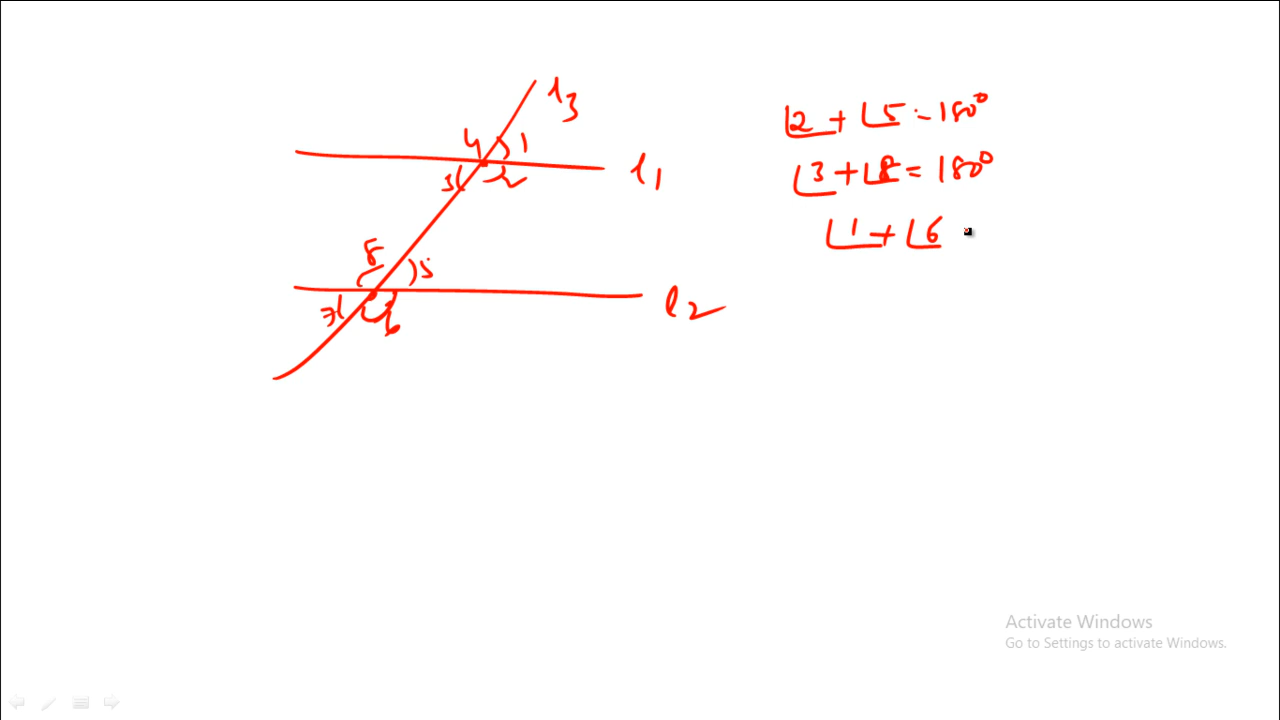 l3
4 1
l1
3 2
8
5
l2
7 6
∠2 + ∠5 = 180°
∠3 + ∠8 = 180°
∠1 + ∠6
Activate Windows
Go to Settings to activate Windows.